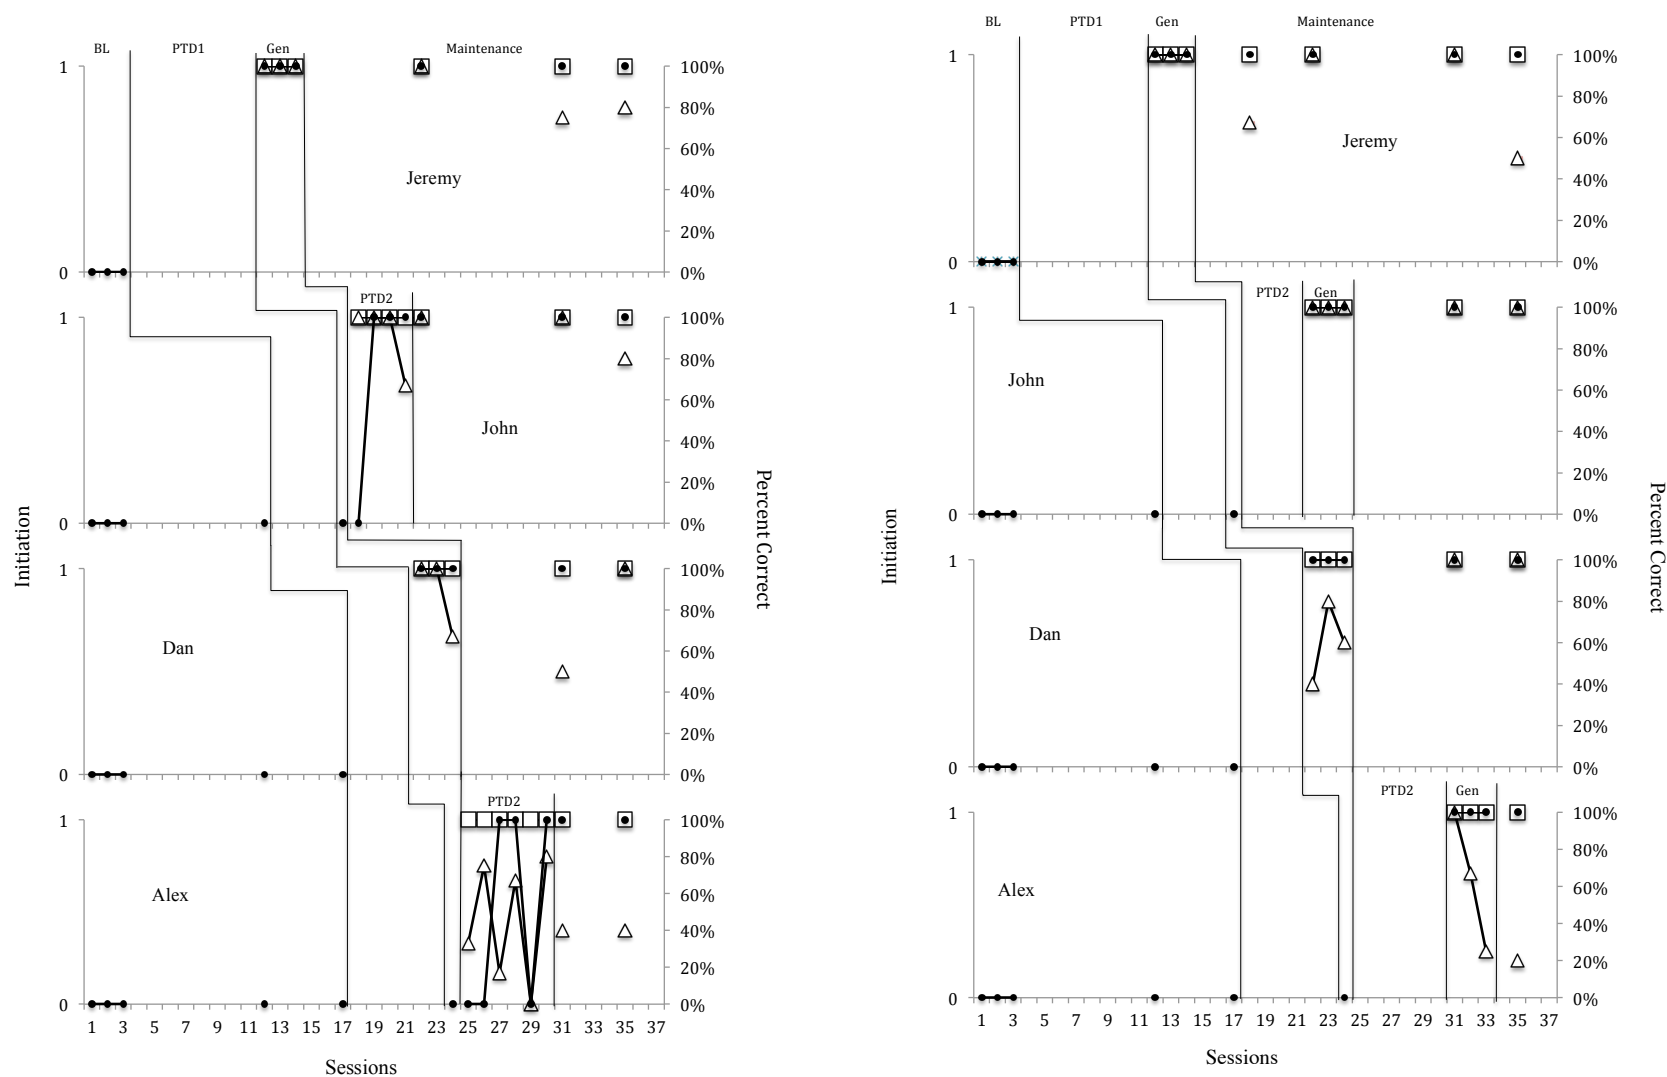 BL PTD1 Gen Maintenance
1 100%
80%
60%
Jeremy
40%
20%
0 0%
PTD2
1 100%
80%
60%
John
40%
20%
0 0%
1 100%
80%
Dan
60%
40%
20%
0 0%
PTD2
1 100%
80%
60%
Alex
40%
20%
0 0%
1 3 5 7 9 11 13 15 17 19 21 23 25 27 29 31 33 35 37
Sessions
Initiation
Percent Correct
BL PTD1 Gen Maintenance
1 100%
80%
Jeremy
60%
40%
20%
0 0%
PTD2 Gen
1 100%
80%
John
60%
40%
20%
0 0%
1 100%
80%
Dan
60%
40%
20%
0 0%
PTD2 Gen
1 100%
80%
Alex
60%
40%
20%
0 0%
1 3 5 7 9 11 13 15 17 19 21 23 25 27 29 31 33 35 37
Sessions
Initiation
Percent Correct